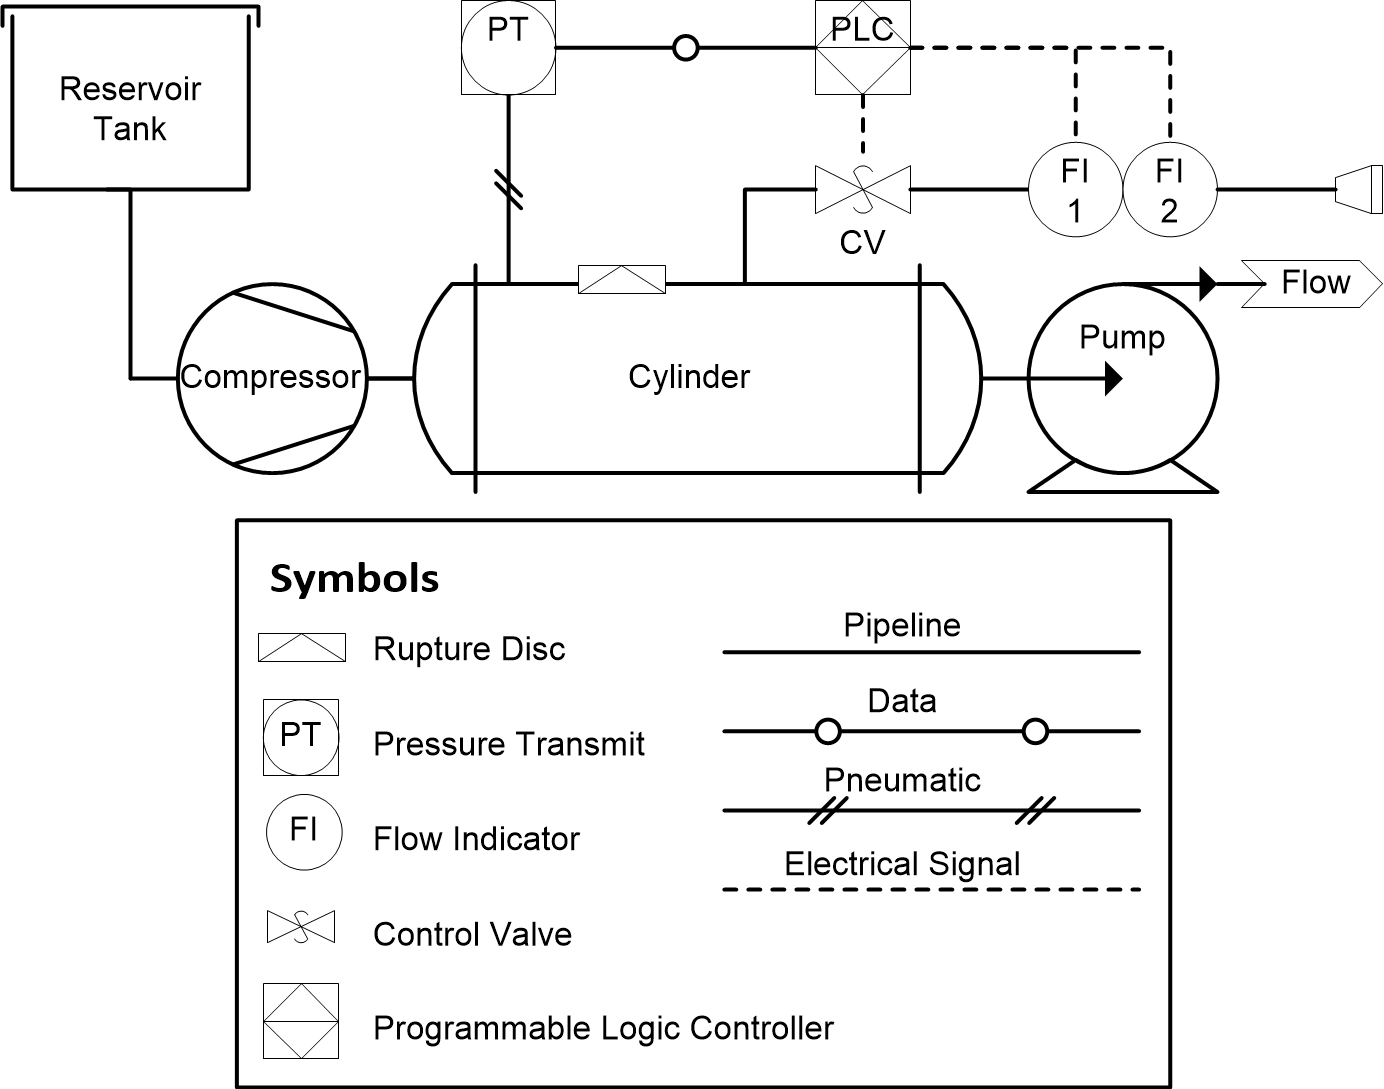 Reservoir
Tank
PT
PLC
FI
1
FI
2
CV
Flow
Compressor
Cylinder
Pump
Symbols
Rupture Disc
PT
Pressure Transmit
FI
Flow Indicator
Control Valve
Programmable Logic Controller
Pipeline
Data
Pneumatic
Electrical Signal